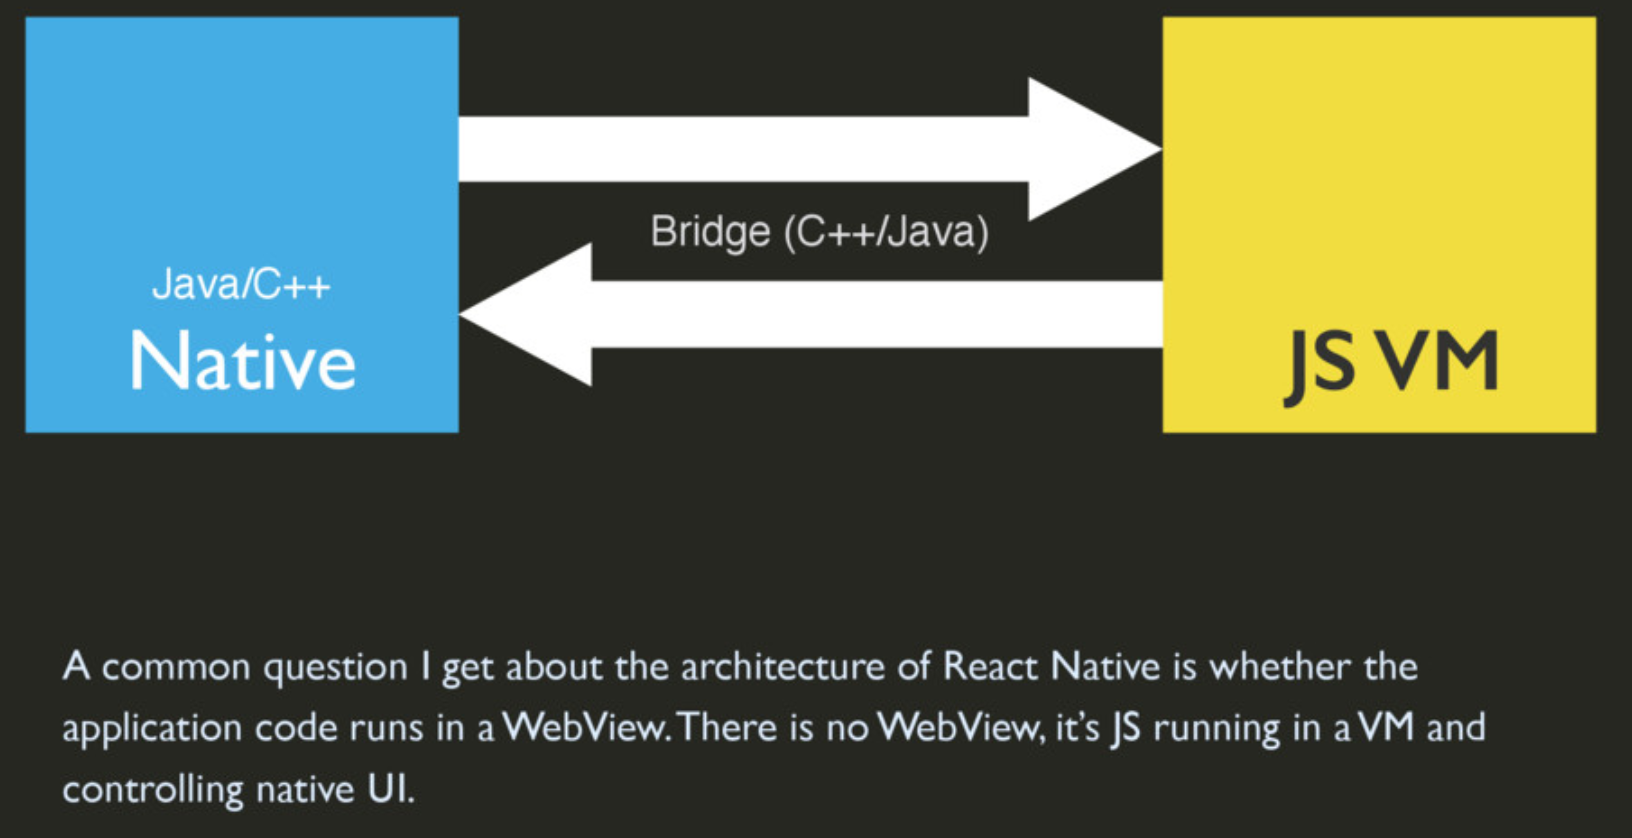 Bridge (C++/Java)
Java/C++
Native
JS VM
A common question I get about the architecture of React Native is whether the
application code runs in a WebView. There is no WebView, it's JS running in a VM and
controlling native UI.